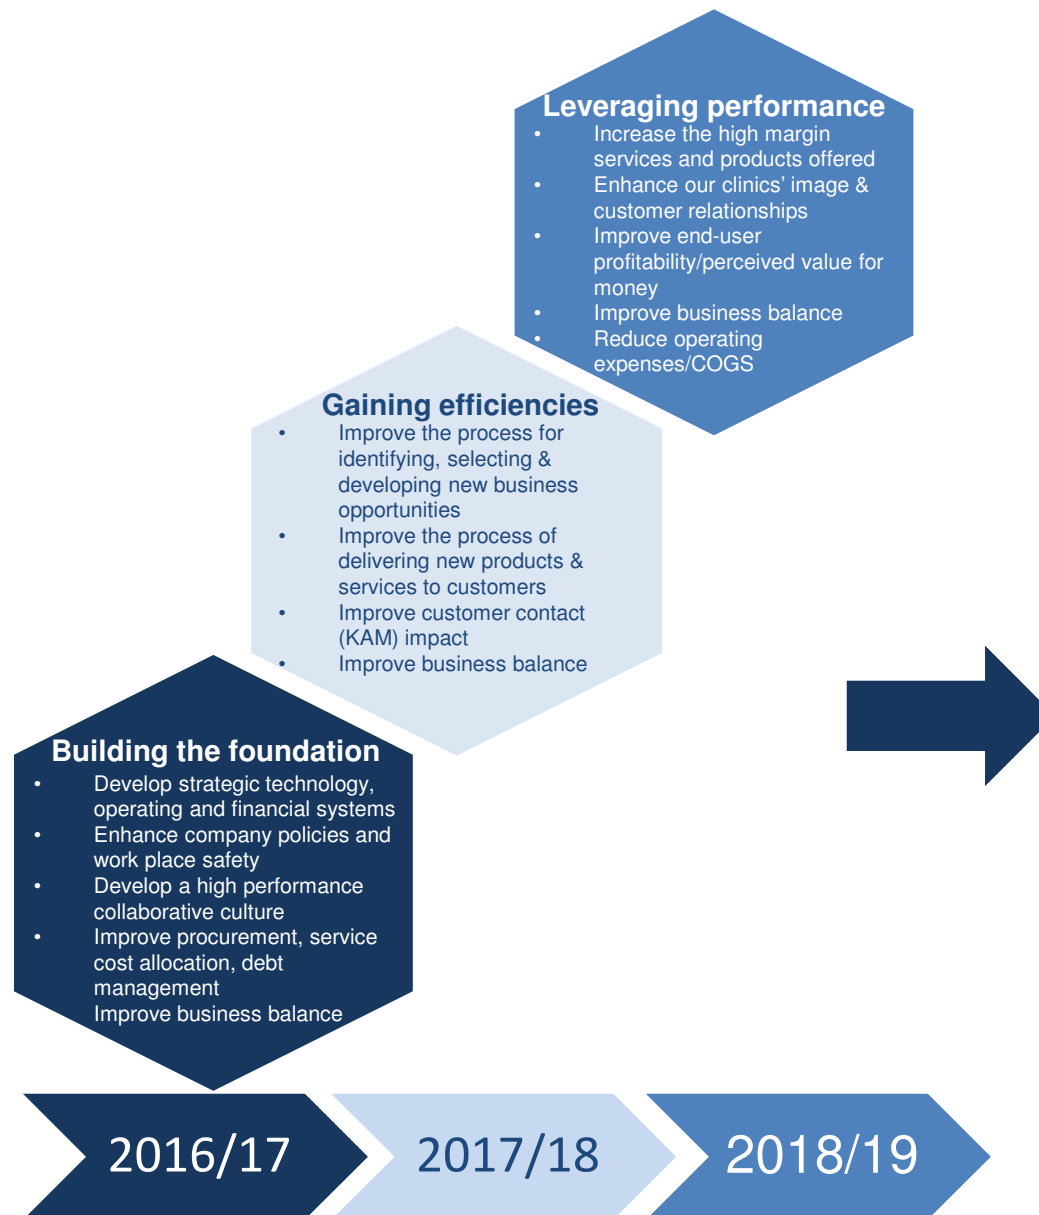 Leveraging performance
• Increase the high margin
services and products offered
• Enhance our clinics’ image &
customer relationships
• Improve end-user
profitability/perceived value for
money
• Improve business balance
• Reduce operating
expenses/COGS
Gaining efficiencies
• Improve the process for
identifying, selecting &
developing new business
opportunities
• Improve the process of
delivering new products &
services to customers
• Improve customer contact
(KAM) impact
• Improve business balance
Building the foundation
• Develop strategic technology,
operating and financial systems
• Enhance company policies and
work place safety
• Develop a high performance
collaborative culture
• Improve procurement, service
cost allocation, debt
management
Improve business balance
2016/17
2017/18
2018/19